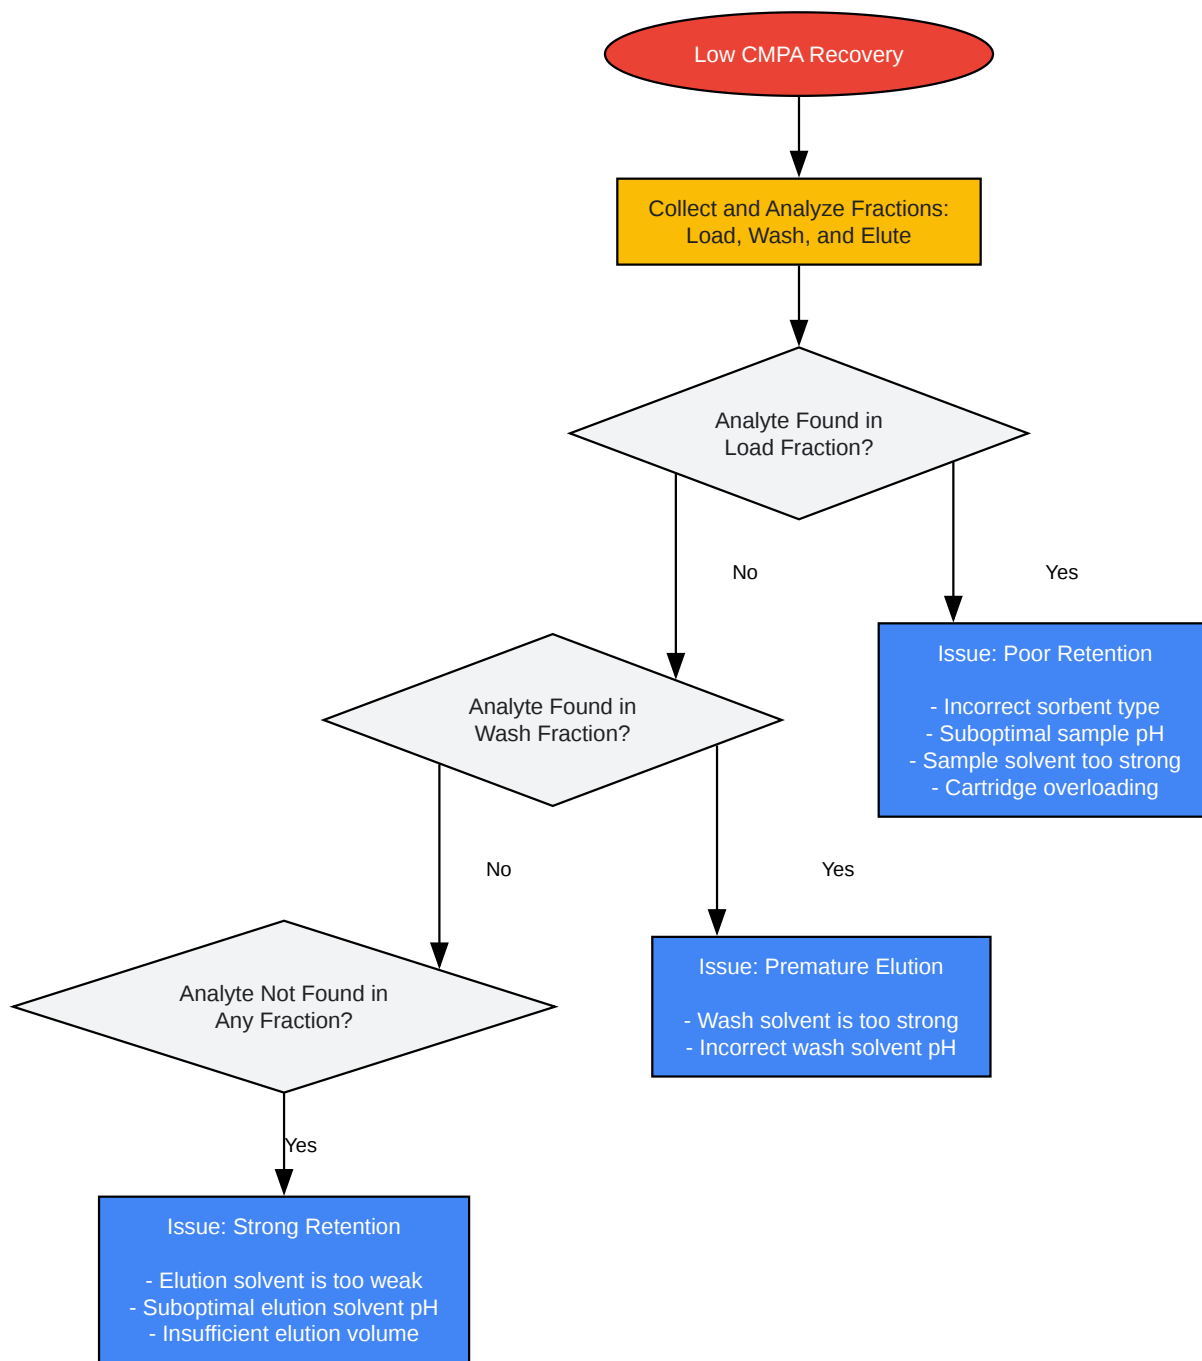 Low CMPA Recovery
Collect and Analyze Fractions:
Load, Wash, and Elute
Analyte Found in
Load Fraction?
No
Yes
Issue: Poor Retention
- Incorrect sorbent type
- Suboptimal sample pH
- Sample solvent too strong
- Cartridge overloading
Analyte Found in
Wash Fraction?
No
Yes
Issue: Premature Elution
- Wash solvent is too strong
- Incorrect wash solvent pH
Analyte Not Found in
Any Fraction?
Yes
Issue: Strong Retention
- Elution solvent is too weak
- Suboptimal elution solvent pH
- Insufficient elution volume